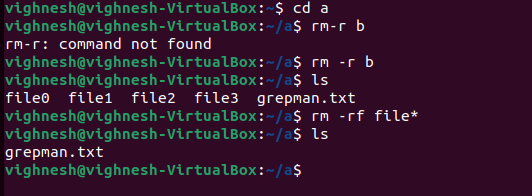 vighnesh@vighnesh-VirtualBox:~$ cd a
vighnesh@vighnesh-VirtualBox:~/a$ rm-r b
rm-r: command not found
vighnesh@vighnesh-VirtualBox:~/a$ rm -r b
vighnesh@vighnesh-VirtualBox:~/a$ ls
file0  file1  file2  file3  grepman.txt
vighnesh@vighnesh-VirtualBox:~/a$ rm -rf file*
vighnesh@vighnesh-VirtualBox:~/a$ ls
grepman.txt
vighnesh@vighnesh-VirtualBox:~/a$